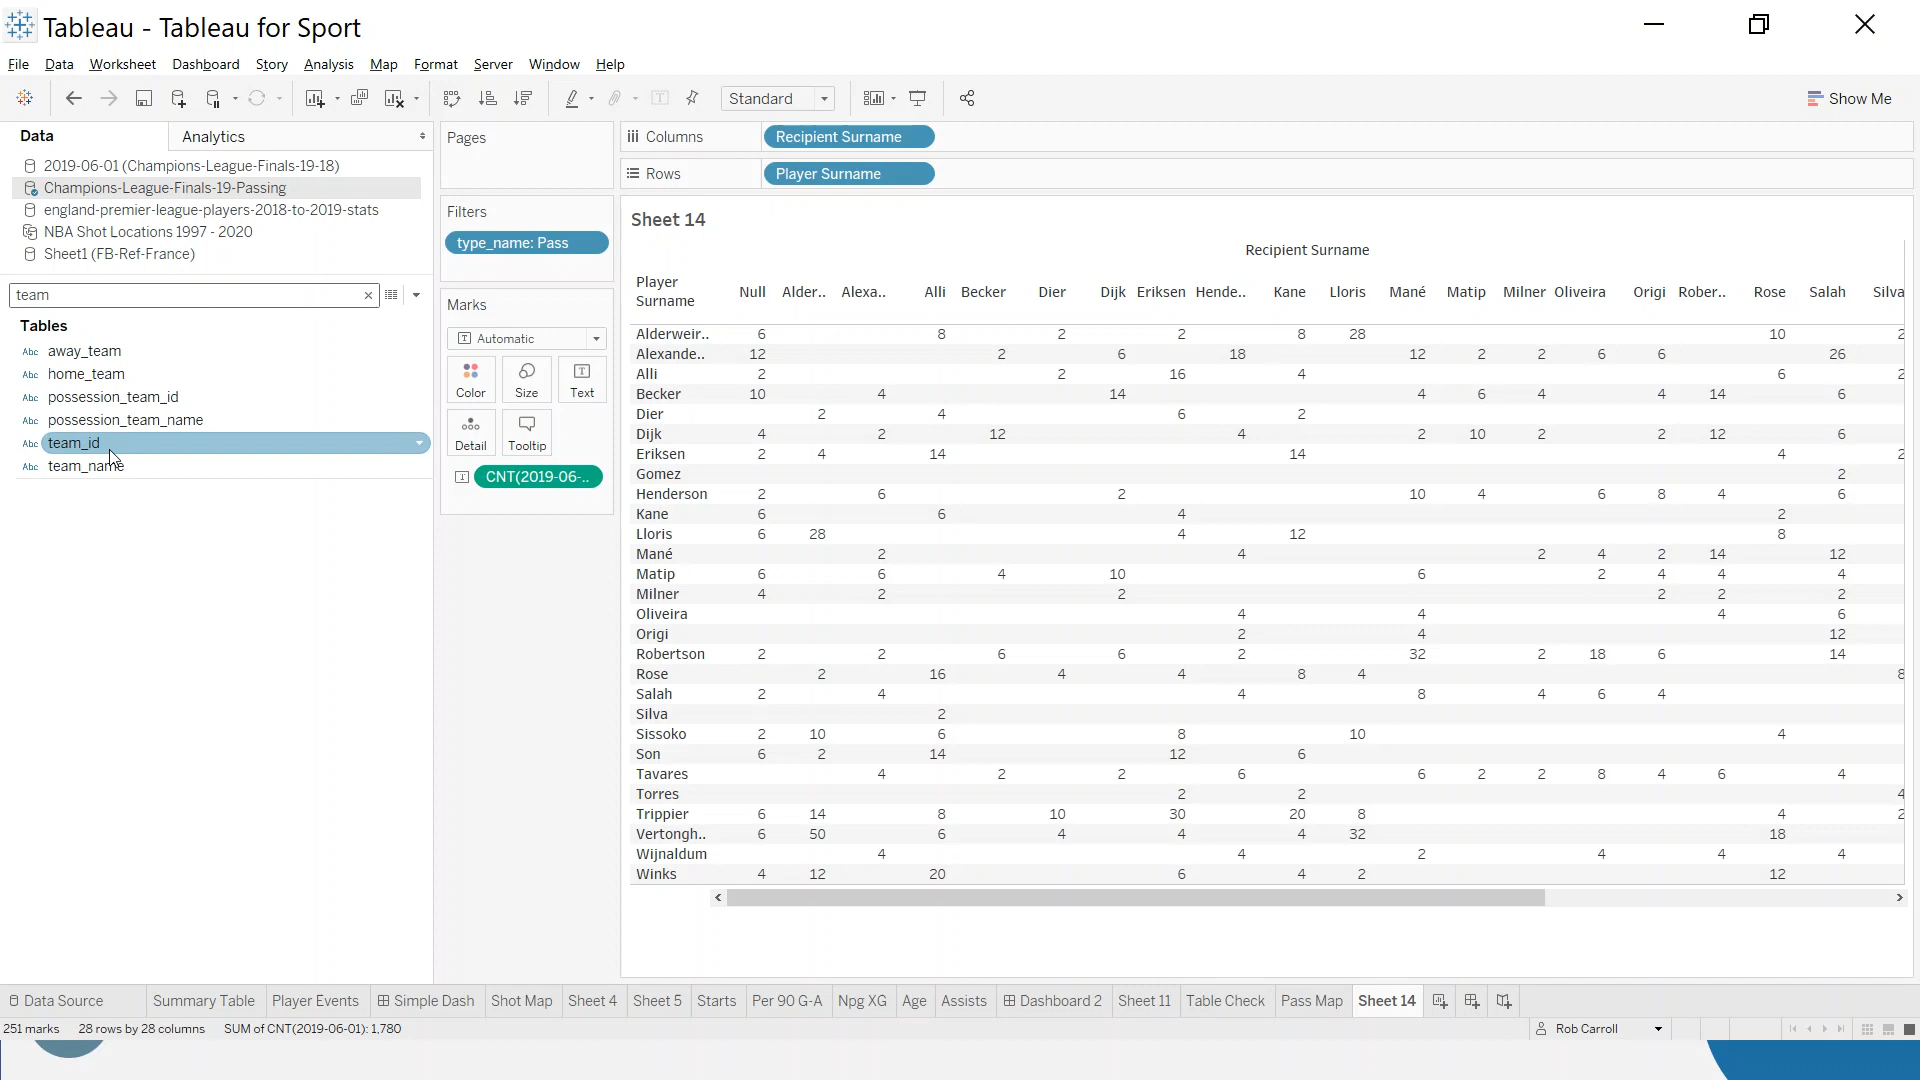 Tableau - Tableau for Sport
File Data Worksheet Dashboard Story Analysis Map Format Server Window Help
Standard
Show Me
Data
Analytics
2019-06-01 (Champions-League-Finals-19-18)
Champions-League-Finals-19-Passing
england-premier-league-players-2018-to-2019-stats
NBA Shot Locations 1997 - 2020
Sheet1 (FB-Ref-France)
team
Tables
Abc away_team
Abc home_team
Abc possession_team_id
Abc possession_team_name
Abc team_id
Abc team_name
Pages
Filters
type_name: Pass
Marks
Automatic
Color Size Text
Detail Tooltip
CNT(2019-06-..
Columns Recipient Surname
Rows Player Surname
Sheet 14
Recipient Surname
Player Surname Null Alder.. Alexa.. Alli Becker Dier Dijk Eriksen Hende.. Kane Lloris Mané Matip Milner Oliveira Origi Rober.. Rose Salah Silva
Alderweir.. 6 8 2 2 8 28 10 2
Alexande.. 12 2 6 18 12 2 2 6 6 26
Alli 2 2 16 4 6 2
Becker 10 4 14 4 6 4 4 14 6
Dier 2 4 6 2
Dijk 4 2 12 4 2 10 2 2 12 6
Eriksen 2 4 14 14 4 2
Gomez 2
Henderson 2 6 2 10 4 6 8 4 6
Kane 6 6 4 2
Lloris 6 28 4 12 8
Mané 2 4 2 4 2 14 12
Matip 6 6 4 10 6 2 4 4 4
Milner 4 2 2 2 2 2
Oliveira 4 4 4 6
Origi 2 4 12
Robertson 2 2 6 6 2 32 2 18 6 14
Rose 2 16 4 4 8 4 8
Salah 2 4 4 8 4 6 4
Silva 2
Sissoko 2 10 6 8 10 4
Son 6 2 14 12 6
Tavares 4 2 2 6 6 2 2 8 4 6 4
Torres 2 2 4
Trippier 6 14 8 10 30 20 8 4 2
Vertongh.. 6 50 6 4 4 4 32 18
Wijnaldum 4 4 2 4 4 4
Winks 4 12 20 6 4 2 12
Data Source Summary Table Player Events Simple Dash Shot Map Sheet 4 Sheet 5 Starts Per 90 G-A Npg XG Age Assists Dashboard 2 Sheet 11 Table Check Pass Map Sheet 14
251 marks 28 rows by 28 columns SUM of CNT(2019-06-01): 1,780
Rob Carroll